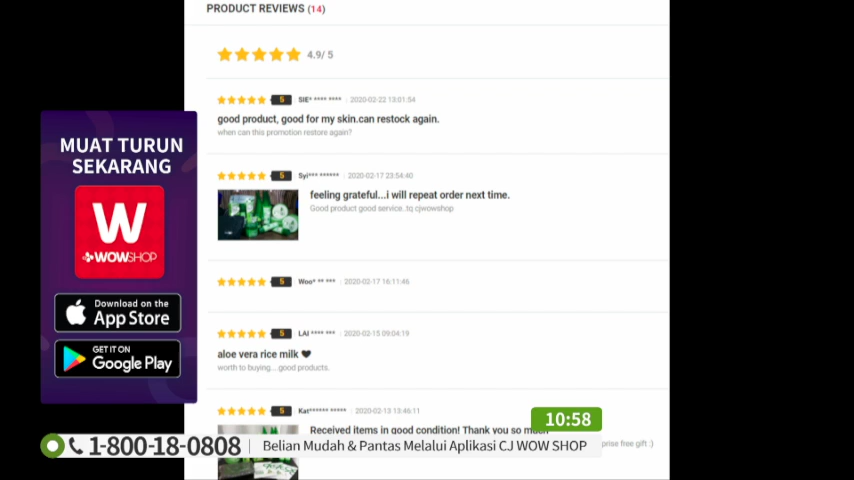 PRODUCT REVIEWS (14)
4.9/ 5
5 SIE* **** **** | 2020-02-22 13:01:54
good product, good for my skin.can restock again.
when can this promotion restore again?
5 Syi*** ****** | 2020-02-17 23:54:40
feeling grateful...i will repeat order next time.
Good product good service..tq cjwowshop
5 Woo* ** *** | 2020-02-17 16:11:46
5 LAI **** *** | 2020-02-15 09:04:19
aloe vera rice milk ❤
worth to buying....good products.
5 Kat****** ***** | 2020-02-13 13:46:11
Received items in good condition! Thank you so much
prise free gift :)
MUAT TURUN
SEKARANG
W
CJ WOWSHOP
Download on the
App Store
GET IT ON
Google Play
10:58
1-800-18-0808 | Belian Mudah & Pantas Melalui Aplikasi CJ WOW SHOP